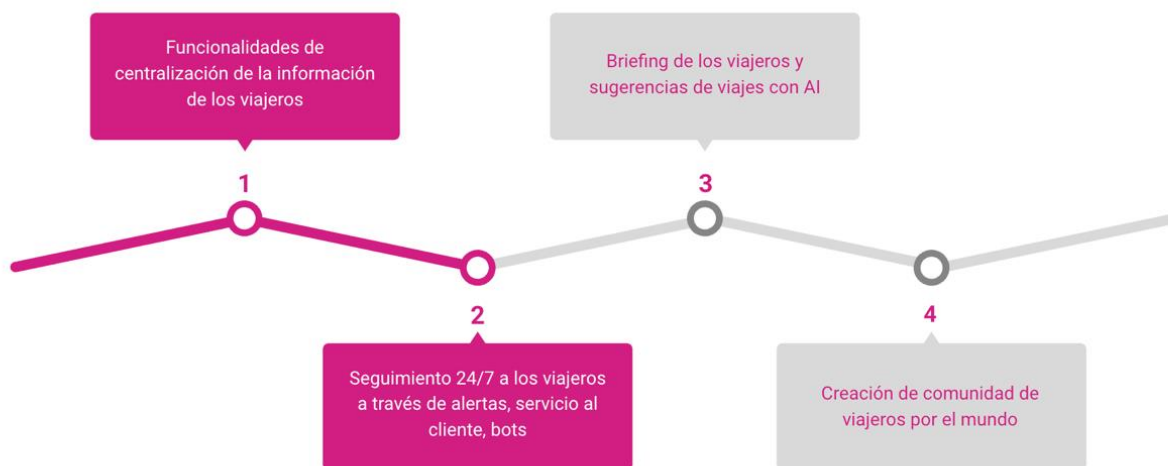 Funcionalidades de
centralización de la información
de los viajeros
1
2
Seguimiento 24/7 a los viajeros
a través de alertas, servicio al
cliente, bots
Briefing de los viajeros y
sugerencias de viajes con AI
3
4
Creación de comunidad de
viajeros por el mundo